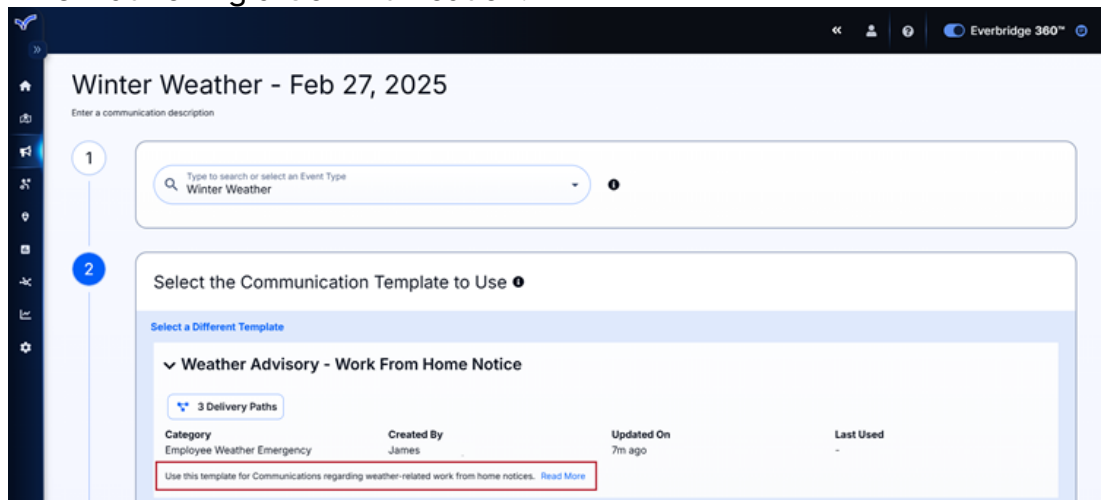 Everbridge 360™
Winter Weather - Feb 27, 2025
Enter a communication description
1
Type to search or select an Event Type
Winter Weather
2
Select the Communication Template to Use
Select a Different Template
Weather Advisory - Work From Home Notice
3 Delivery Paths
Category Created By Updated On Last Used
Employee Weather Emergency James 7m ago -
Use this template for Communications regarding weather-related work from home notices. Read More